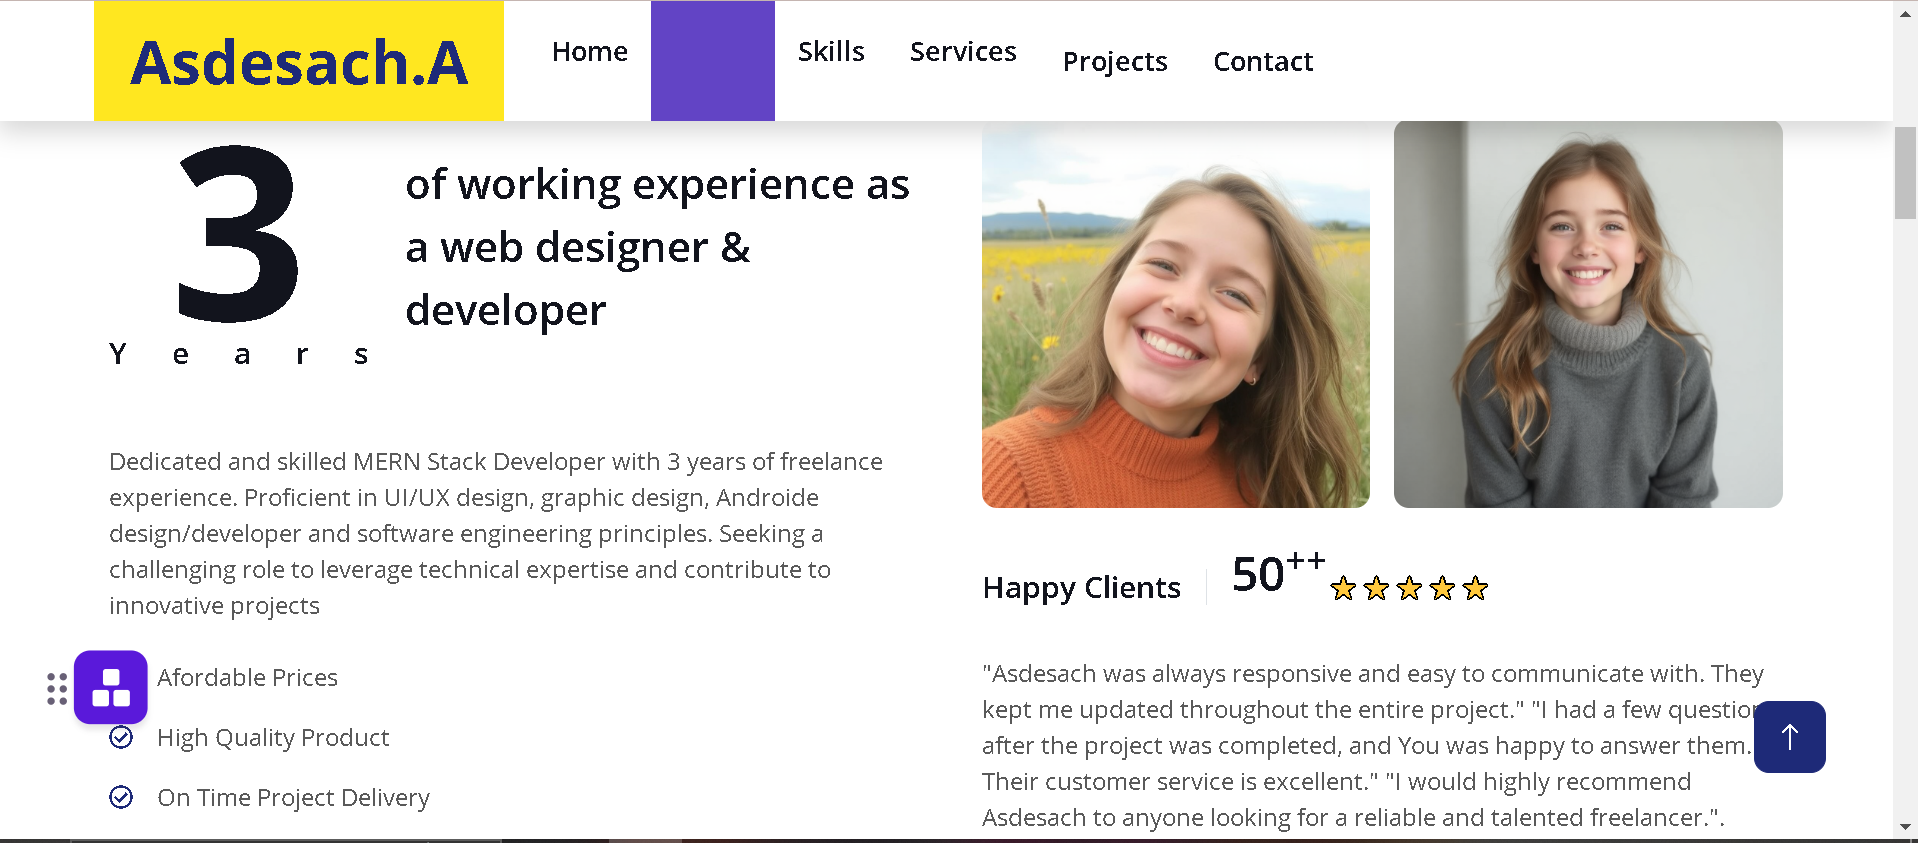 Asdesach.A
Home
Skills
Services
Projects
Contact
3
Years
of working experience as
a web designer &
developer
Dedicated and skilled MERN Stack Developer with 3 years of freelance
experience. Proficient in UI/UX design, graphic design, Androide
design/developer and software engineering principles. Seeking a
challenging role to leverage technical expertise and contribute to
innovative projects
Afordable Prices
High Quality Product
On Time Project Delivery
Happy Clients
50++
"Asdesach was always responsive and easy to communicate with. They
kept me updated throughout the entire project." "I had a few question
after the project was completed, and You was happy to answer them.
Their customer service is excellent." "I would highly recommend
Asdesach to anyone looking for a reliable and talented freelancer.".